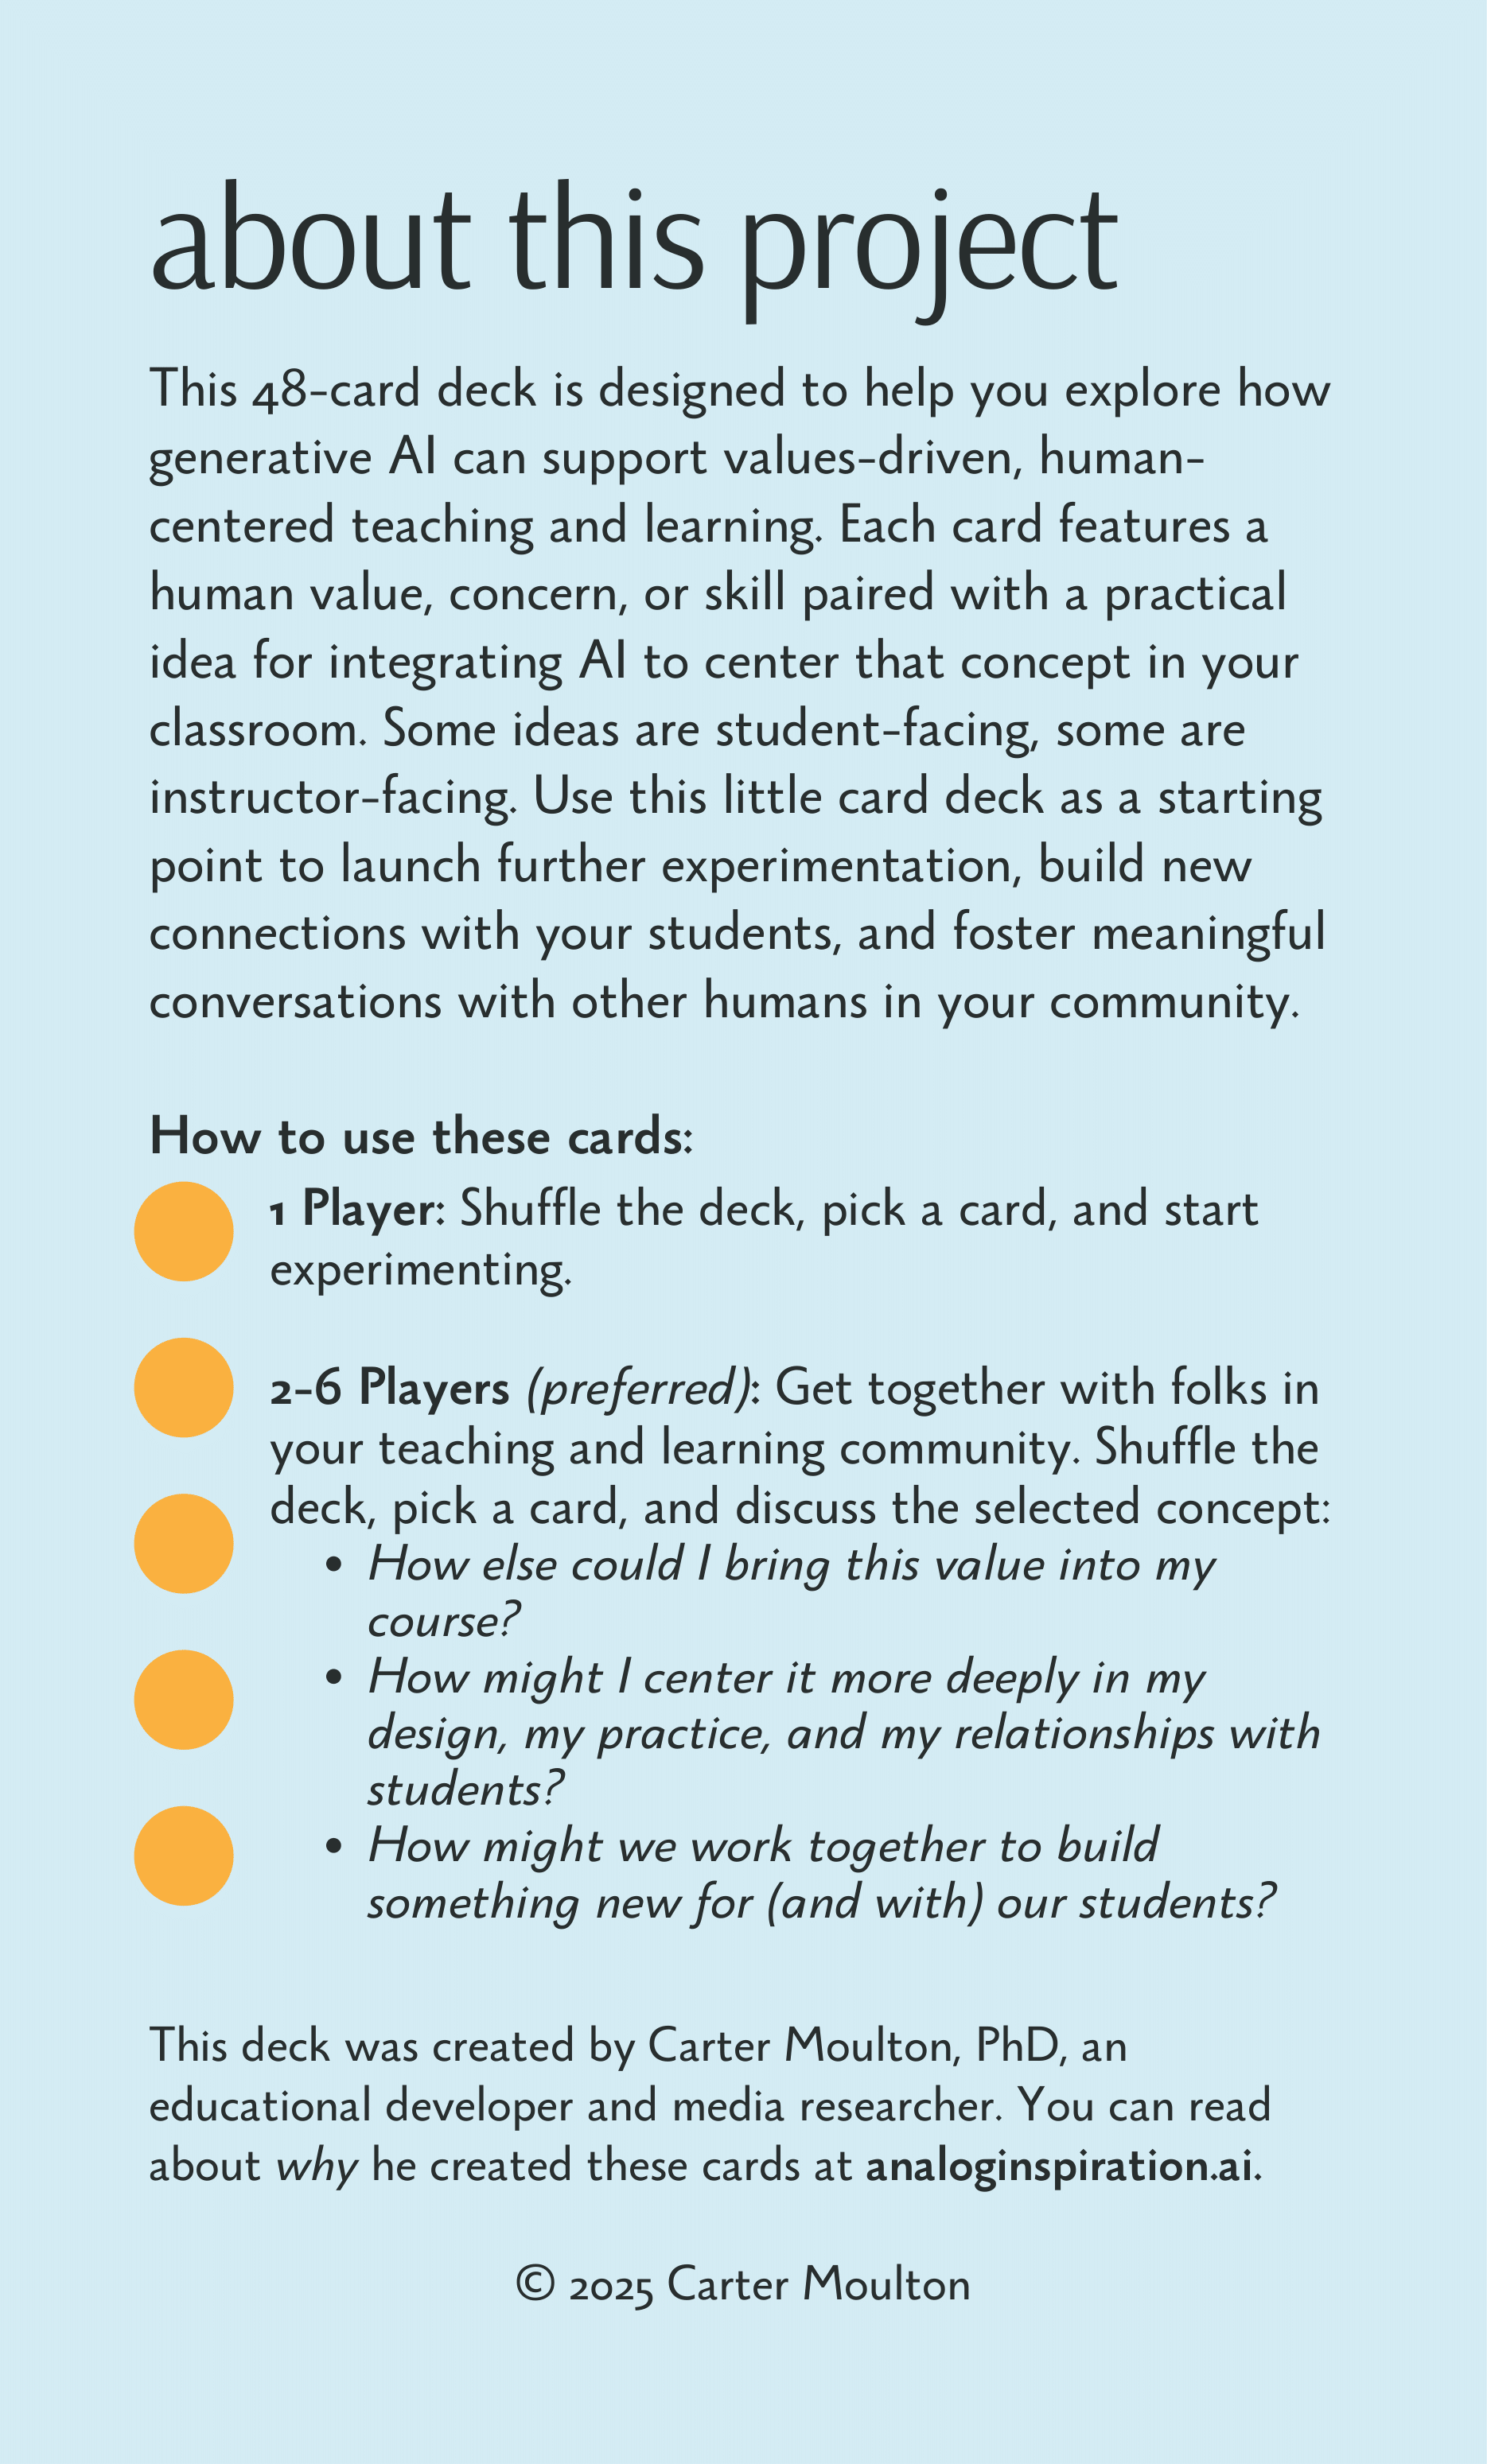 about this project
This 48-card deck is designed to help you explore how
generative AI can support values-driven, human-
centered teaching and learning. Each card features a
human value, concern, or skill paired with a practical
idea for integrating AI to center that concept in your
classroom. Some ideas are student-facing, some are
instructor-facing. Use this little card deck as a starting
point to launch further experimentation, build new
connections with your students, and foster meaningful
conversations with other humans in your community.
How to use these cards:
1 Player: Shuffle the deck, pick a card, and start
experimenting.
2-6 Players (preferred): Get together with folks in
your teaching and learning community. Shuffle the
deck, pick a card, and discuss the selected concept:
• How else could I bring this value into my
course?
• How might I center it more deeply in my
design, my practice, and my relationships with
students?
• How might we work together to build
something new for (and with) our students?
This deck was created by Carter Moulton, PhD, an
educational developer and media researcher. You can read
about why he created these cards at analoginspiration.ai.
© 2025 Carter Moulton